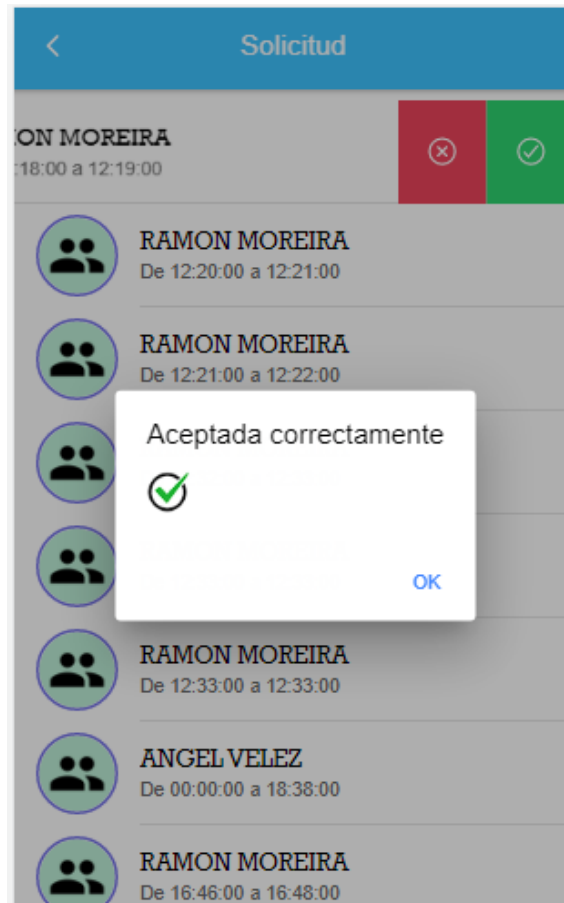 Solicitud
ON MOREIRA
:18:00 a 12:19:00
RAMON MOREIRA
De 12:20:00 a 12:21:00
RAMON MOREIRA
De 12:21:00 a 12:22:00
Aceptada correctamente
OK
RAMON MOREIRA
De 12:33:00 a 12:33:00
ANGEL VELEZ
De 00:00:00 a 18:38:00
RAMON MOREIRA
De 16:46:00 a 16:48:00